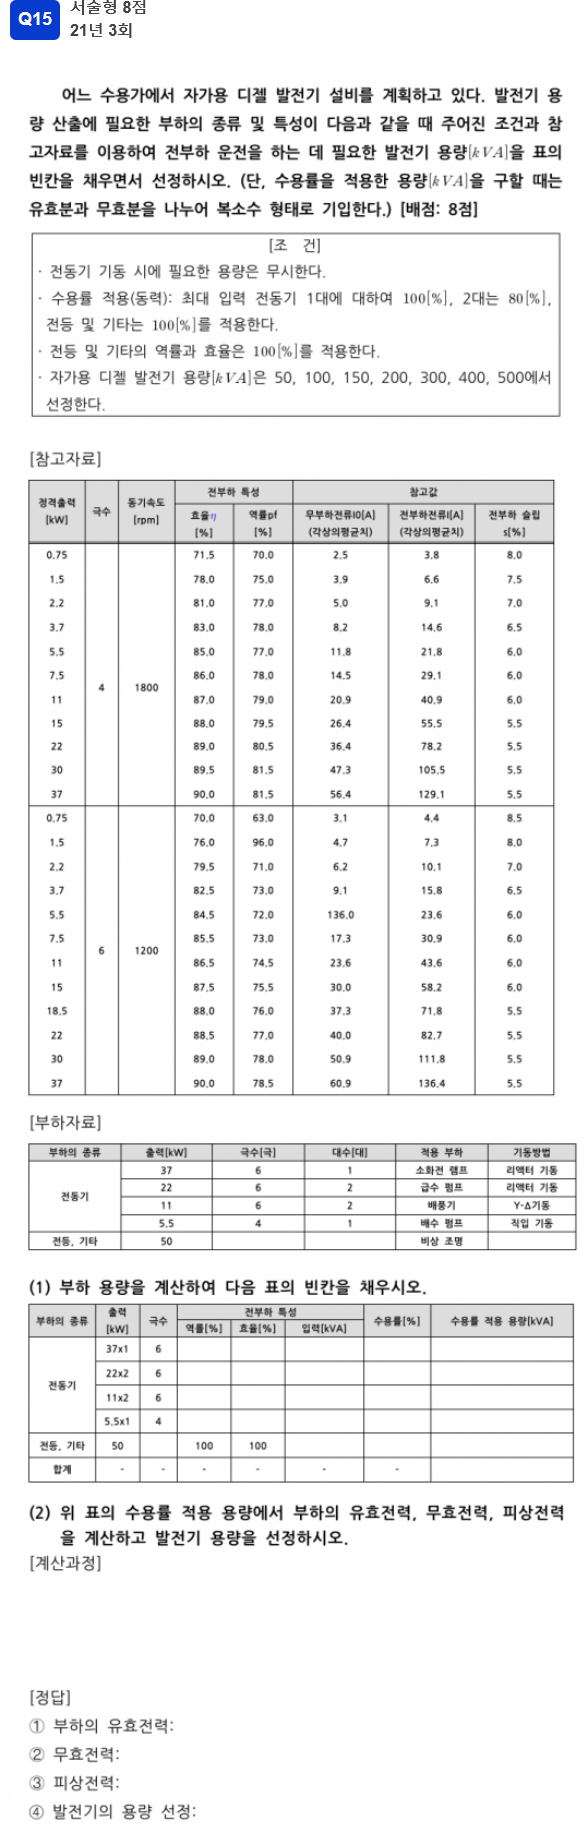 Q15
서술형 8점
21년 3회
어느 수용가에서 자가용 디젤 발전기 설비를 계획하고 있다. 발전기 용
량 산출에 필요한 부하의 종류 및 특성이 다음과 같을 때 주어진 조건과 참
고자료를 이용하여 전부하 운전을 하는 데 필요한 발전기 용량[kVA]을 표의
빈칸을 채우면서 선정하시오. (단, 수용률을 적용한 용량[kVA]을 구할 때는
유효분과 무효분을 나누어 복소수 형태로 기입한다.) [배점: 8점]
[조 건]
· 전동기 기동 시에 필요한 용량은 무시한다.
· 수용률 적용(동력): 최대 입력 전동기 1대에 대하여 100[%], 2대는 80[%],
전등 및 기타는 100[%]를 적용한다.
· 전등 및 기타의 역률과 효율은 100[%]를 적용한다.
· 자가용 디젤 발전기 용량[kVA]은 50, 100, 150, 200, 300, 400, 500에서
선정한다.
[참고자료]
정격출력 [kW] 극수 동기속도 [rpm] 전부하 특성 참고값
효율η [%] 역률pf [%] 무부하전류I0[A] (각상의평균치) 전부하전류I[A] (각상의평균치) 전부하 슬립 s[%]
0.75 71.5 70.0 2.5 3.8 8.0
1.5 78.0 75.0 3.9 6.6 7.5
2.2 81.0 77.0 5.0 9.1 7.0
3.7 83.0 78.0 8.2 14.6 6.5
5.5 85.0 77.0 11.8 21.8 6.0
7.5 86.0 78.0 14.5 29.1 6.0
4 1800
11 87.0 79.0 20.9 40.9 6.0
15 88.0 79.5 26.4 55.5 5.5
22 89.0 80.5 36.4 78.2 5.5
30 89.5 81.5 47.3 105.5 5.5
37 90.0 81.5 56.4 129.1 5.5
0.75 70.0 63.0 3.1 4.4 8.5
1.5 76.0 96.0 4.7 7.3 8.0
2.2 79.5 71.0 6.2 10.1 7.0
3.7 82.5 73.0 9.1 15.8 6.5
5.5 84.5 72.0 136.0 23.6 6.0
7.5 85.5 73.0 17.3 30.9 6.0
6 1200
11 86.5 74.5 23.6 43.6 6.0
15 87.5 75.5 30.0 58.2 6.0
18.5 88.0 76.0 37.3 71.8 5.5
22 88.5 77.0 40.0 82.7 5.5
30 89.0 78.0 50.9 111.8 5.5
37 90.0 78.5 60.9 136.4 5.5
[부하자료]
부하의 종류 출력[kW] 극수[극] 대수[대] 적용 부하 기동방법
전동기 37 6 1 소화전 램프 리액터 기동
22 6 2 급수 펌프 리액터 기동
11 6 2 배풍기 Y-Δ기동
5.5 4 1 배수 펌프 직입 기동
전등, 기타 50 비상 조명
(1) 부하 용량을 계산하여 다음 표의 빈칸을 채우시오.
부하의 종류 출력 [kW] 극수 전부하 특성 수용률[%] 수용률 적용 용량[kVA]
역률[%] 효율[%] 입력[kVA]
전동기 37x1 6
22x2 6
11x2 6
5.5x1 4
전등, 기타 50 100 100
합계 - - - - - -
(2) 위 표의 수용률 적용 용량에서 부하의 유효전력, 무효전력, 피상전력
을 계산하고 발전기 용량을 선정하시오.
[계산과정]
[정답]
① 부하의 유효전력:
② 무효전력:
③ 피상전력:
④ 발전기의 용량 선정: